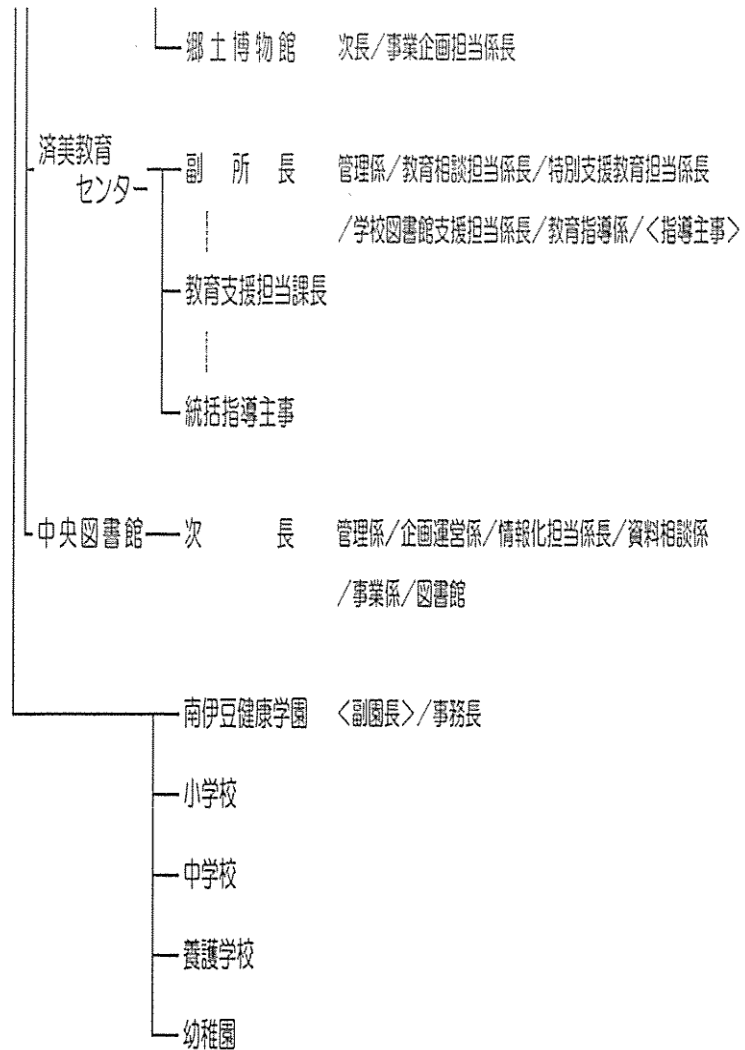 郷土博物館 次長/事業企画担当係長
済美教育
センター 副所長 管理係/教育相談担当係長/特別支援教育担当係長
/学校図書館支援担当係長/教育指導係/〈指導主事〉
教育支援担当課長
統括指導主事
中央図書館 次長 管理係/企画運営係/情報化担当係長/資料相談係
/事業係/図書館
南伊豆健康学園 〈副園長〉/事務長
小学校
中学校
養護学校
幼稚園